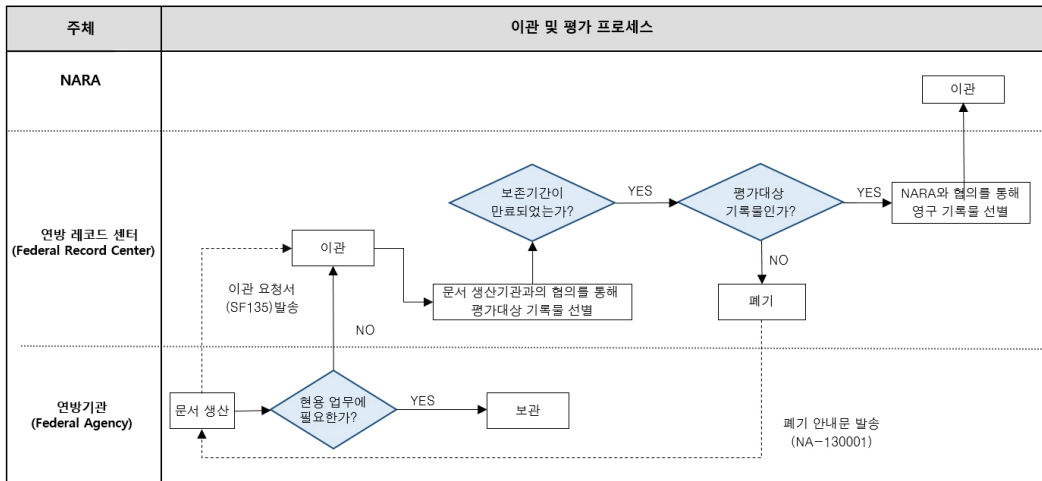 주체
이관 및 평가 프로세스
NARA
이관
연방 레코드 센터
(Federal Record Center)
이관
이관 요청서
(SF135)발송
NO
문서 생산기관과의 협의를 통해
평가대상 기록물 선별
보존기간이
만료되었는가?
YES
평가대상
기록물인가?
YES
NARA와 협의를 통해
영구 기록물 선별
NO
폐기
연방기관
(Federal Agency)
문서 생산
현용 업무에
필요한가?
YES
보관
폐기 안내문 발송
(NA-130001)